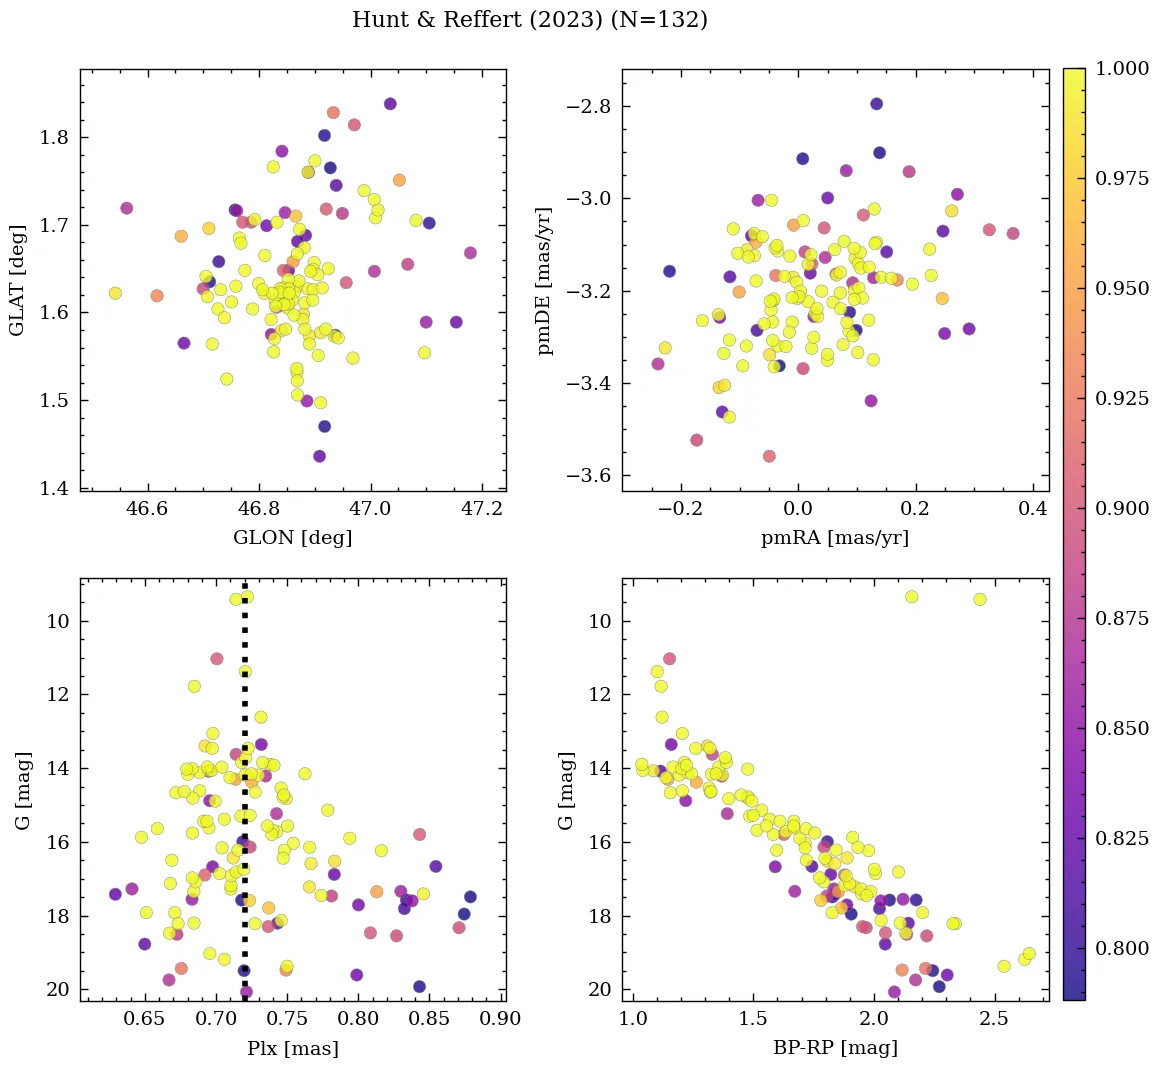 Hunt & Reffert (2023) (N=132)
1.8
1.7
1.6
1.5
1.4
GLAT [deg]
46.6 46.8 47.0 47.2
GLON [deg]
−2.8
−3.0
−3.2
−3.4
−3.6
pmDE [mas/yr]
−0.2 0.0 0.2 0.4
pmRA [mas/yr]
10
12
14
16
18
20
G [mag]
0.65 0.70 0.75 0.80 0.85 0.90
Plx [mas]
10
12
14
16
18
20
G [mag]
1.0 1.5 2.0 2.5
BP-RP [mag]
1.000
0.975
0.950
0.925
0.900
0.875
0.850
0.825
0.800